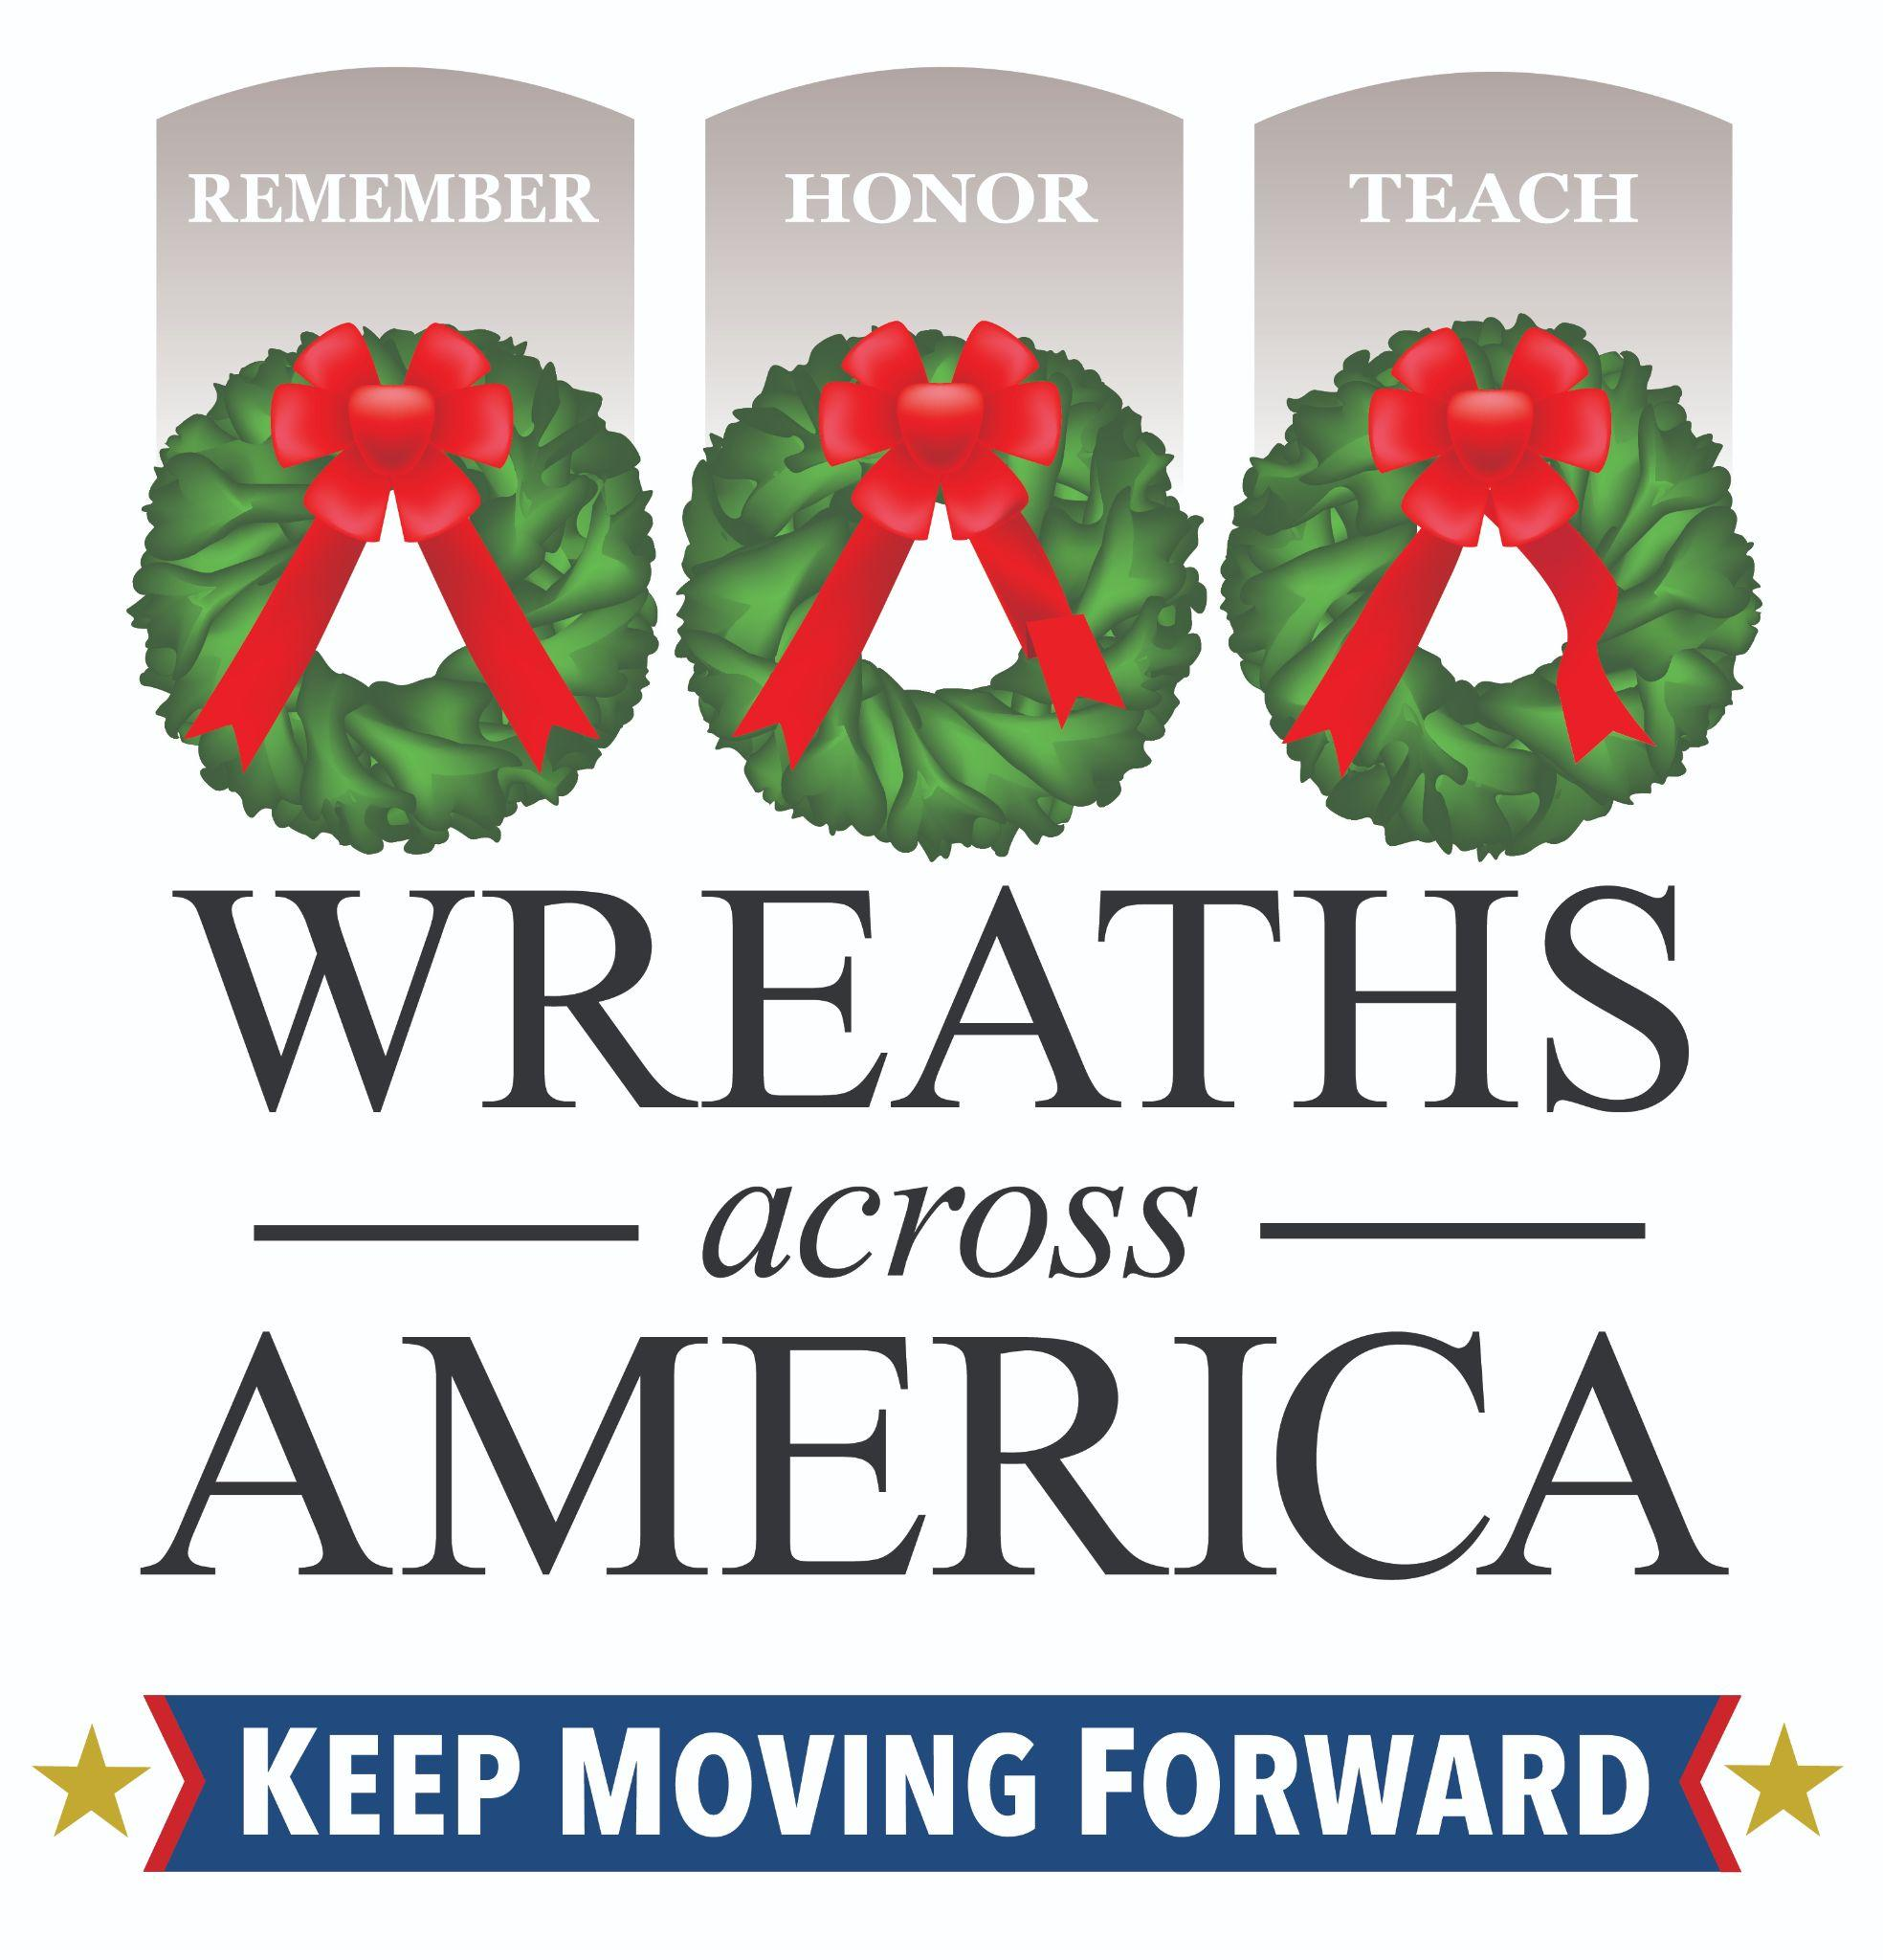 REMEMBER
HONOR
TEACH
WREATHS
across
AMERICA
KEEP MOVING FORWARD